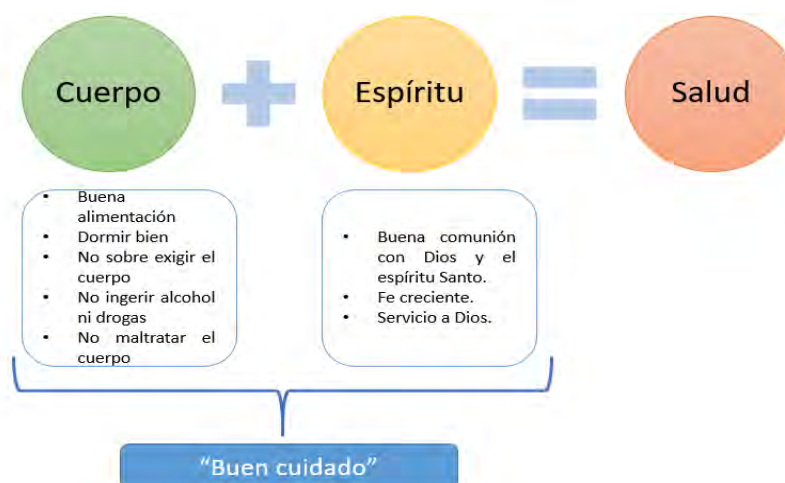 Cuerpo
Espíritu
Salud
• Buena
alimentación
• Dormir bien
• No sobre exigir el
cuerpo
• No ingerir alcohol
ni drogas
• No maltratar el
cuerpo
• Buena comunión
con Dios y el
espíritu Santo.
• Fe creciente.
• Servicio a Dios.
“Buen cuidado”